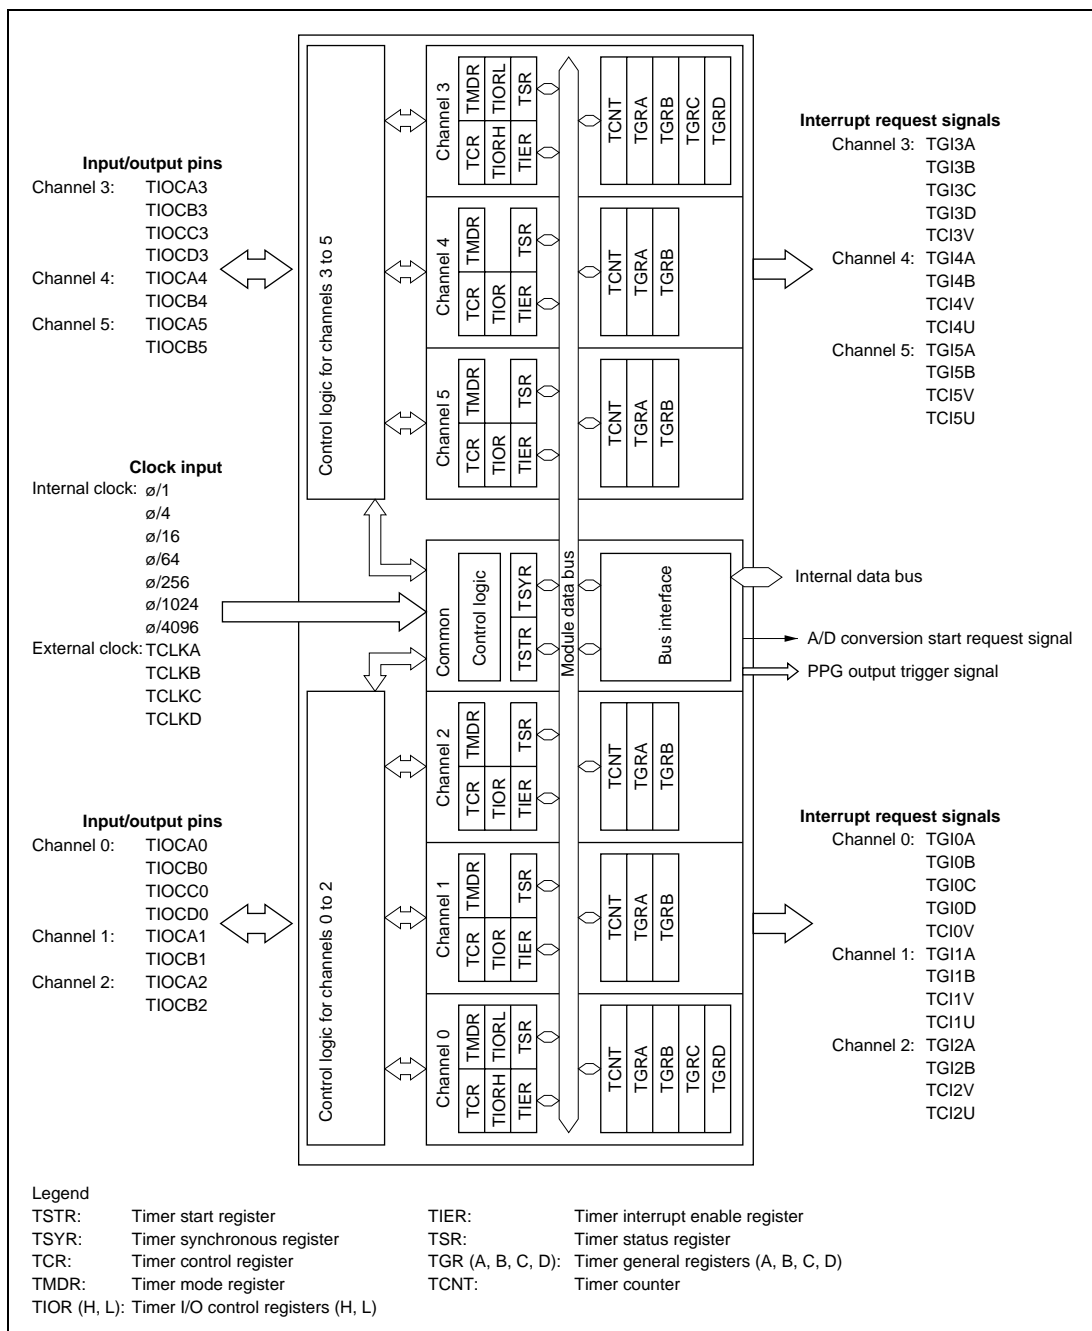 Input/output pins
Channel 3: TIOCA3
TIOCB3
TIOCC3
TIOCD3
Channel 4: TIOCA4
TIOCB4
Channel 5: TIOCA5
TIOCB5
Clock input
Internal clock: ø/1
ø/4
ø/16
ø/64
ø/256
ø/1024
ø/4096
External clock: TCLKA
TCLKB
TCLKC
TCLKD
Input/output pins
Channel 0: TIOCA0
TIOCB0
TIOCC0
TIOCD0
Channel 1: TIOCA1
TIOCB1
Channel 2: TIOCA2
TIOCB2
Control logic for channels 3 to 5
Control logic for channels 0 to 2
Channel 3
TCR TMDR
TIORH TIORL
TIER TSR
TCNT
TGRA
TGRB
TGRC
TGRD
Channel 4
TCR TMDR
TIOR
TIER TSR
TCNT
TGRA
TGRB
Channel 5
TCR TMDR
TIOR
TIER TSR
TCNT
TGRA
TGRB
Common
Control logic
TSTR TSYR
Module data bus
Bus interface
Channel 2
TCR TMDR
TIOR
TIER TSR
TCNT
TGRA
TGRB
Channel 1
TCR TMDR
TIOR
TIER TSR
TCNT
TGRA
TGRB
Channel 0
TCR TMDR
TIORH TIORL
TIER TSR
TCNT
TGRA
TGRB
TGRC
TGRD
Interrupt request signals
Channel 3: TGI3A
TGI3B
TGI3C
TGI3D
TCI3V
Channel 4: TGI4A
TGI4B
TCI4V
TCI4U
Channel 5: TGI5A
TGI5B
TCI5V
TCI5U
Internal data bus
A/D conversion start request signal
PPG output trigger signal
Interrupt request signals
Channel 0: TGI0A
TGI0B
TGI0C
TGI0D
TCI0V
Channel 1: TGI1A
TGI1B
TCI1V
TCI1U
Channel 2: TGI2A
TGI2B
TCI2V
TCI2U
Legend
TSTR: Timer start register
TSYR: Timer synchronous register
TCR: Timer control register
TMDR: Timer mode register
TIOR (H, L): Timer I/O control registers (H, L)
TIER: Timer interrupt enable register
TSR: Timer status register
TGR (A, B, C, D): Timer general registers (A, B, C, D)
TCNT: Timer counter